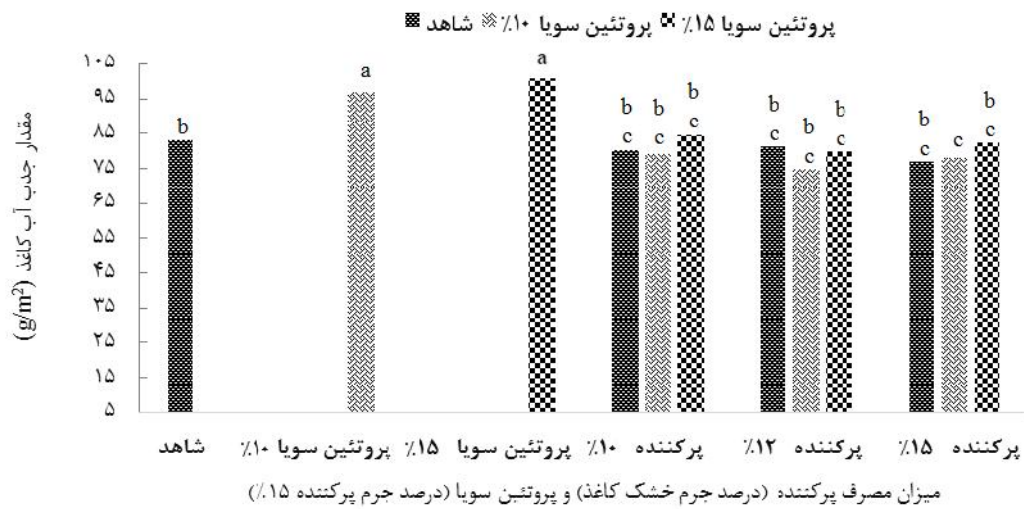 شاهد پروتئین سویا ۱۰٪ پروتئین سویا ۱۵٪
مقدار جدب آب کاغذ (g/m²)
۱۰۵
۹۵
۸۵
۷۵
۶۵
۵۵
۴۵
۳۵
۲۵
۱۵
۵
b
a
a
b c
b c
b c
b c
b c
b c
b c
c
b c
شاهد
پروتئین سویا ۱۰٪
پروتئین سویا ۱۵٪
پرکننده ۱۰٪
پرکننده ۱۲٪
پرکننده ۱۵٪
میزان مصرف پرکننده (درصد جرم خشک کاغذ) و پروتئین سویا (درصد جرم پرکننده ۱۵٪)